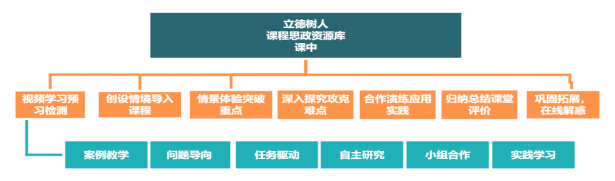 立德树人
课程思政资源库
课中
视频学习预
习检测
创设情境导入
课程
情景体验突破
重点
深入探究攻克
难点
合作演练应用
实践
归纳总结课堂
评价
巩固拓展，
在线解惑
案例教学
问题导向
任务驱动
自主研究
小组合作
实践学习